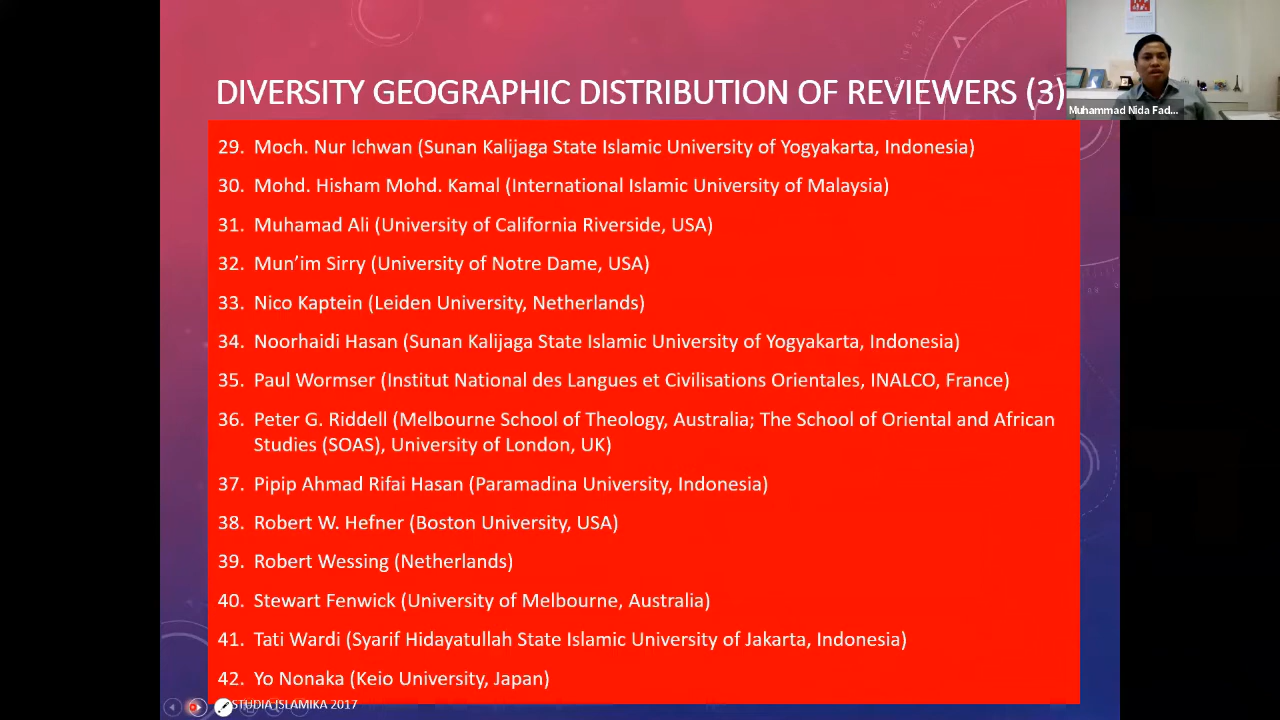 DIVERSITY GEOGRAPHIC DISTRIBUTION OF REVIEWERS (3)
Muhammad Nida Fad...
29. Moch. Nur Ichwan (Sunan Kalijaga State Islamic University of Yogyakarta, Indonesia)
30. Mohd. Hisham Mohd. Kamal (International Islamic University of Malaysia)
31. Muhamad Ali (University of California Riverside, USA)
32. Mun’im Sirry (University of Notre Dame, USA)
33. Nico Kaptein (Leiden University, Netherlands)
34. Noorhaidi Hasan (Sunan Kalijaga State Islamic University of Yogyakarta, Indonesia)
35. Paul Wormser (Institut National des Langues et Civilisations Orientales, INALCO, France)
36. Peter G. Riddell (Melbourne School of Theology, Australia; The School of Oriental and African
Studies (SOAS), University of London, UK)
37. Pipip Ahmad Rifai Hasan (Paramadina University, Indonesia)
38. Robert W. Hefner (Boston University, USA)
39. Robert Wessing (Netherlands)
40. Stewart Fenwick (University of Melbourne, Australia)
41. Tati Wardi (Syarif Hidayatullah State Islamic University of Jakarta, Indonesia)
42. Yo Nonaka (Keio University, Japan)
STUDIA ISLAMIKA 2017